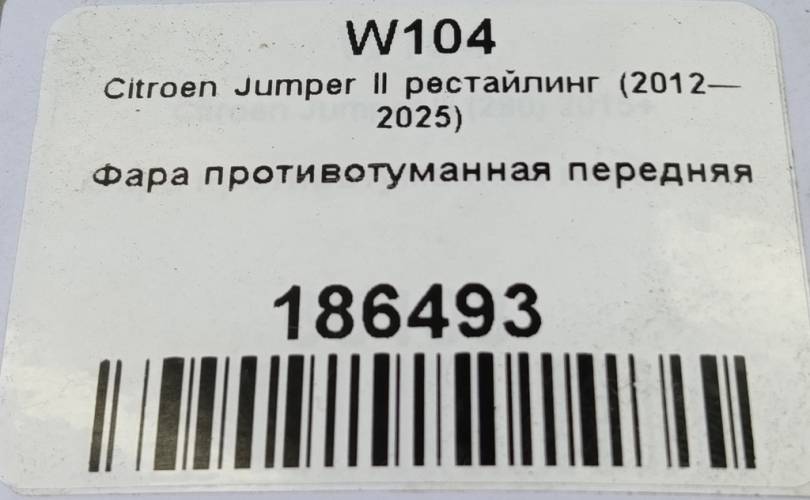 W104
Citroen Jumper II рестайлинг (2012—
2025)
Фара противотуманная передняя
186493